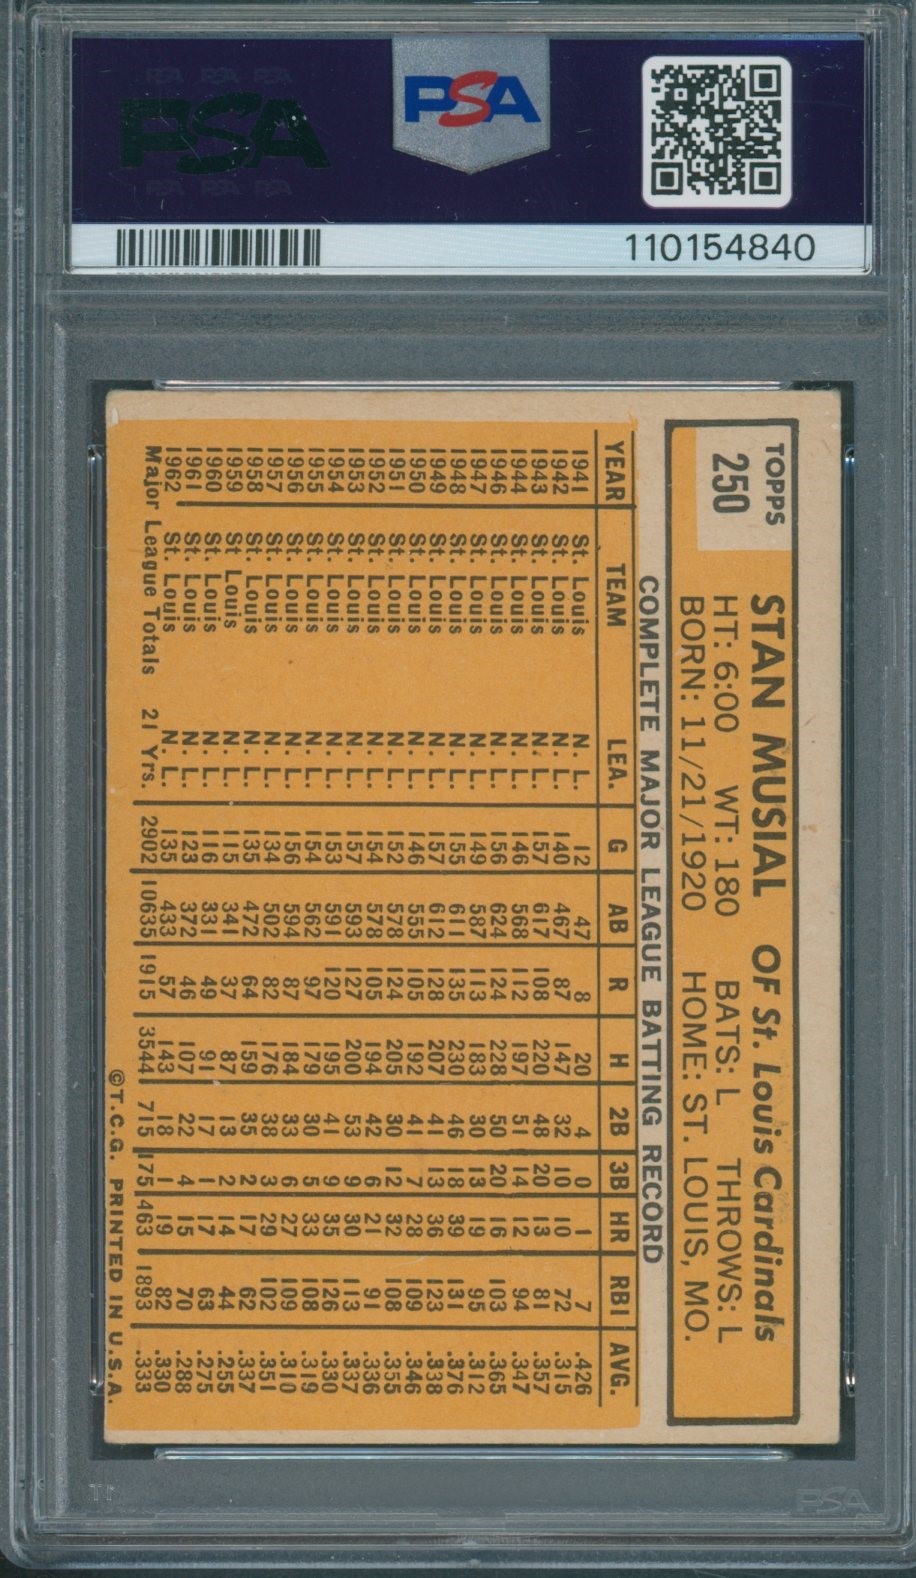 PSA PSA PSA
PSA
PSA PSA PSA
PSA
110154840
TOPPS
250
STAN MUSIAL OF St. Louis Cardinals
HT: 6:00 WT: 180 BATS: L THROWS: L
BORN: 11/21/1920 HOME: ST. LOUIS, MO.
COMPLETE MAJOR LEAGUE BATTING RECORD
YEAR TEAM LEA. G AB R H 2B 3B HR RBI AVG.
1941 St. Louis N. L. 12 47 8 20 4 0 1 7 .426
1942 St. Louis N. L. 140 467 87 147 32 10 10 72 .315
1943 St. Louis N. L. 157 617 108 220 48 20 13 81 .357
1944 St. Louis N. L. 146 568 112 197 51 14 12 94 .347
1946 St. Louis N. L. 156 624 124 228 50 20 16 103 .365
1947 St. Louis N. L. 149 587 113 183 30 13 19 95 .312
1948 St. Louis N. L. 155 611 135 230 46 18 39 131 .376
1949 St. Louis N. L. 157 612 128 207 41 13 36 123 .338
1950 St. Louis N. L. 146 555 105 192 41 7 28 109 .346
1951 St. Louis N. L. 152 578 124 205 30 12 32 108 .355
1952 St. Louis N. L. 154 578 105 194 42 6 21 91 .336
1953 St. Louis N. L. 157 593 127 200 53 9 30 113 .337
1954 St. Louis N. L. 153 591 120 195 41 9 35 126 .330
1955 St. Louis N. L. 154 562 97 179 30 5 33 108 .319
1956 St. Louis N. L. 156 594 87 184 33 6 27 109 .310
1957 St. Louis N. L. 134 502 82 176 38 3 29 102 .351
1958 St. Louis N. L. 135 472 64 159 35 2 17 62 .337
1959 St Louis N. L. 115 341 37 87 13 2 14 44 .255
1960 St. Louis N. L. 116 331 49 91 17 1 17 63 .275
1961 St. Louis N. L. 123 372 46 107 22 4 15 70 .288
1962 St. Louis N. L. 135 433 57 143 18 1 19 82 .330
Major League Totals 21 Yrs. 2902 10635 1915 3544 715 175 463 1893 .333
©T.C.G. PRINTED IN U.S.A.
PSA